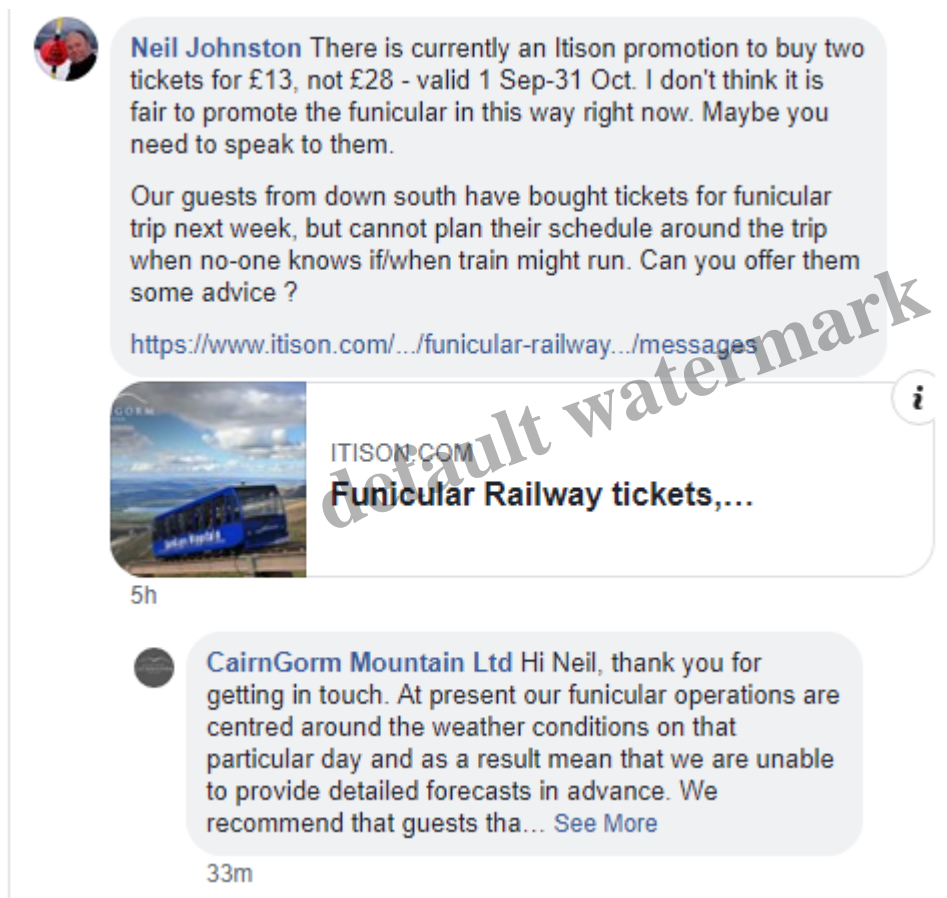 Neil Johnston There is currently an Itison promotion to buy two
tickets for £13, not £28 - valid 1 Sep-31 Oct. I don't think it is
fair to promote the funicular in this way right now. Maybe you
need to speak to them.
Our guests from down south have bought tickets for funicular
trip next week, but cannot plan their schedule around the trip
when no-one knows if/when train might run. Can you offer them
some advice ?
https://www.itison.com/.../funicular-railway.../messages
default watermark
GORM
i
ITISON.COM
Funicular Railway tickets,...
5h
CairnGorm Mountain Ltd Hi Neil, thank you for
getting in touch. At present our funicular operations are
centred around the weather conditions on that
particular day and as a result mean that we are unable
to provide detailed forecasts in advance. We
recommend that guests tha... See More
33m